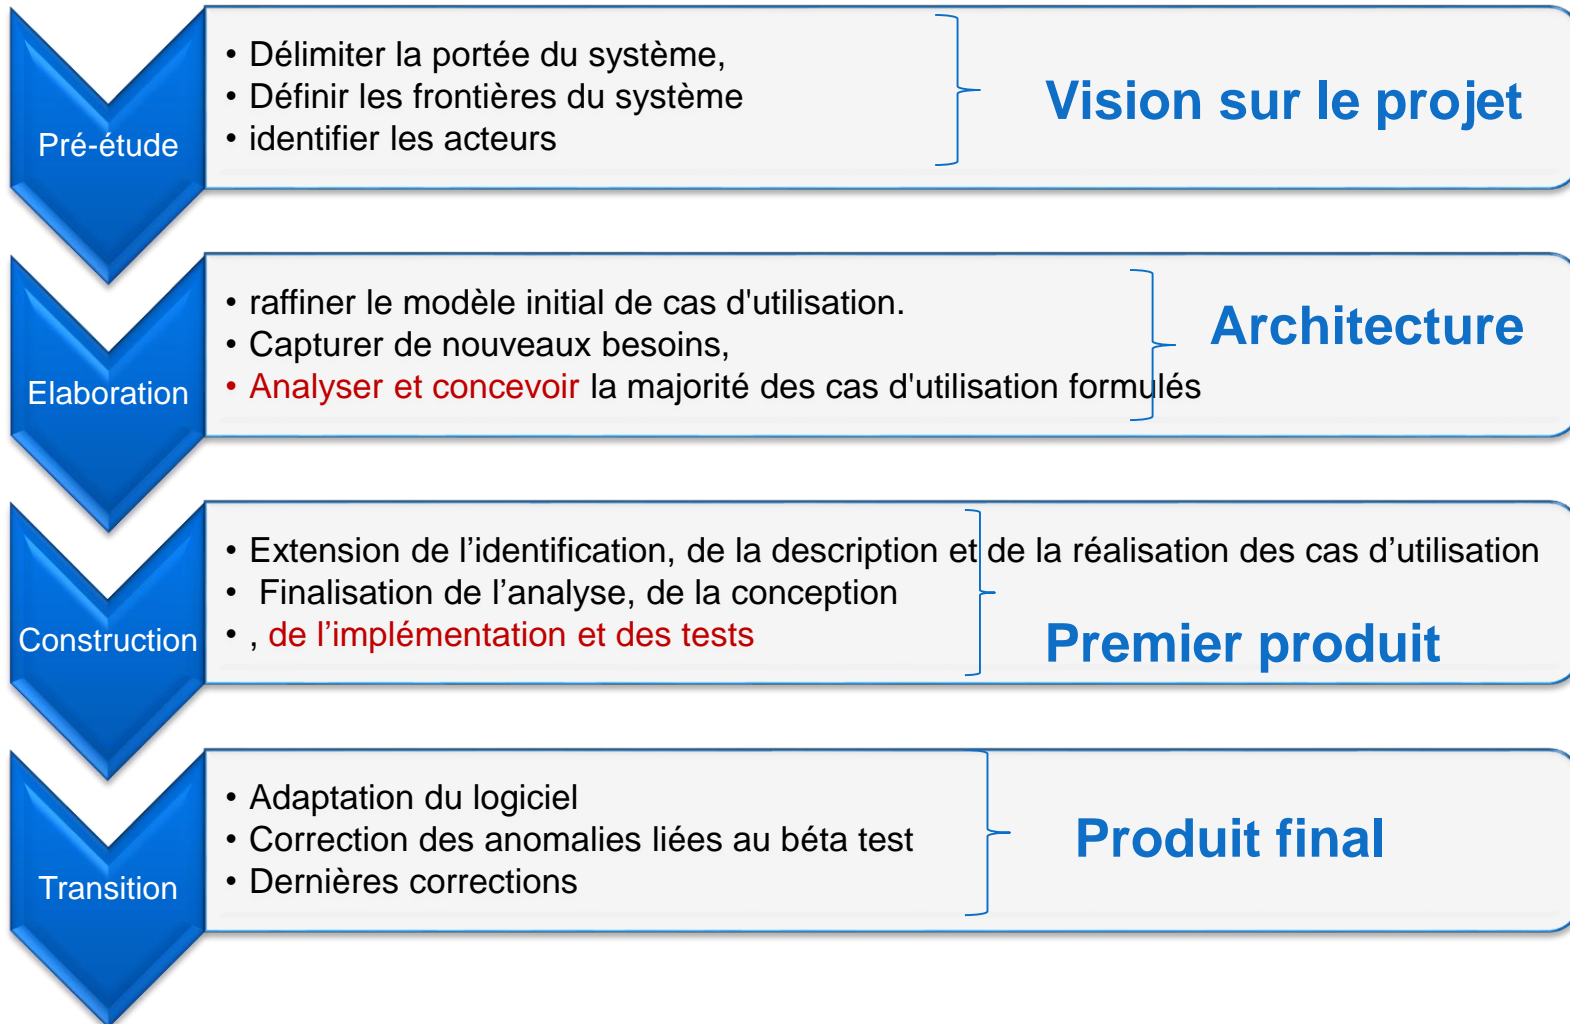 Pré-étude
• Délimiter la portée du système,
• Définir les frontières du système
• identifier les acteurs
Vision sur le projet
Elaboration
• raffiner le modèle initial de cas d'utilisation.
• Capturer de nouveaux besoins,
• Analyser et concevoir la majorité des cas d'utilisation formulés
Architecture
Construction
• Extension de l’identification, de la description et de la réalisation des cas d’utilisation
• Finalisation de l’analyse, de la conception
• , de l’implémentation et des tests
Premier produit
Transition
• Adaptation du logiciel
• Correction des anomalies liées au béta test
• Dernières corrections
Produit final